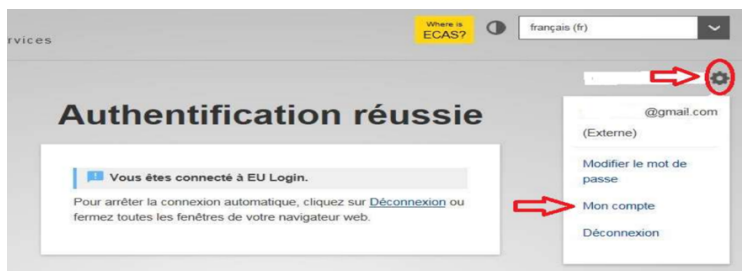 rvices
Where is
ECAS?
français (fr)
Authentification réussie
@gmail.com
(Externe)
Modifier le mot de
passe
Mon compte
Déconnexion
Vous êtes connecté à EU Login.
Pour arrêter la connexion automatique, cliquez sur Déconnexion ou
fermez toutes les fenêtres de votre navigateur web.